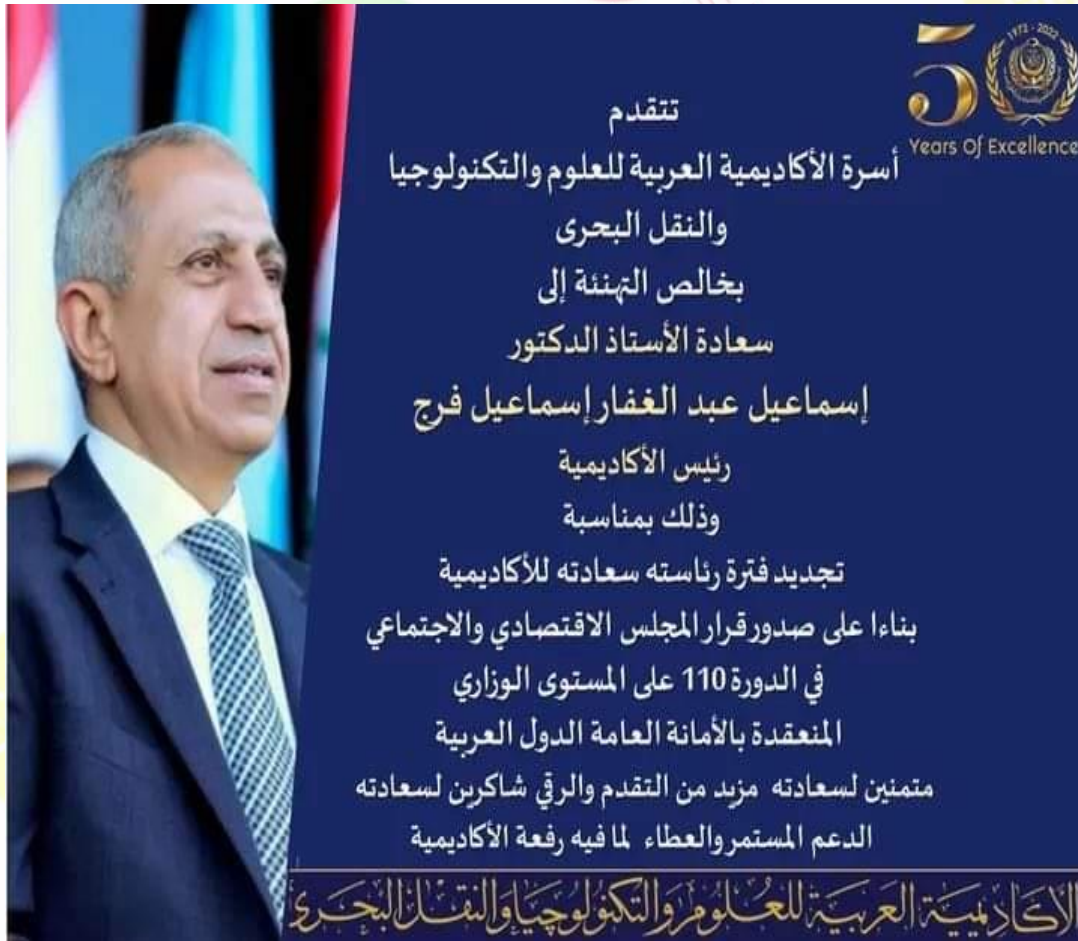 1972 - 2022
50
Years Of Excellence
تتقدم
أسرة الأكاديمية العربية للعلوم والتكنولوجيا
والنقل البحرى
بخالص التهنئة إلى
سعادة الأستاذ الدكتور
إسماعيل عبد الغفار إسماعيل فرج
رئيس الأكاديمية
وذلك بمناسبة
تجديد فترة رئاسته سعادته للأكاديمية
بناءا على صدور قرار المجلس الاقتصادي والاجتماعي
في الدورة 110 على المستوى الوزاري
المنعقدة بالأمانة العامة الدول العربية
متمنين لسعادته مزيد من التقدم والرقي شاكرين لسعادته
الدعم المستمر والعطاء لما فيه رفعة الأكاديمية
الأكاديمية العربية للعلوم والتكنولوجيا والنقل البحرى